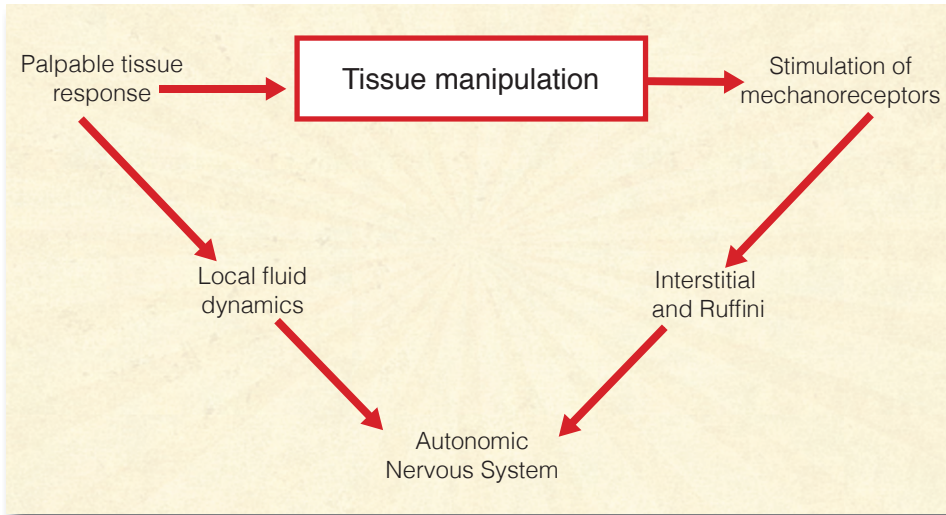 Palpable tissue
response
Tissue manipulation
Stimulation of
mechanoreceptors
Local fluid
dynamics
Interstitial
and Ruffini
Autonomic
Nervous System